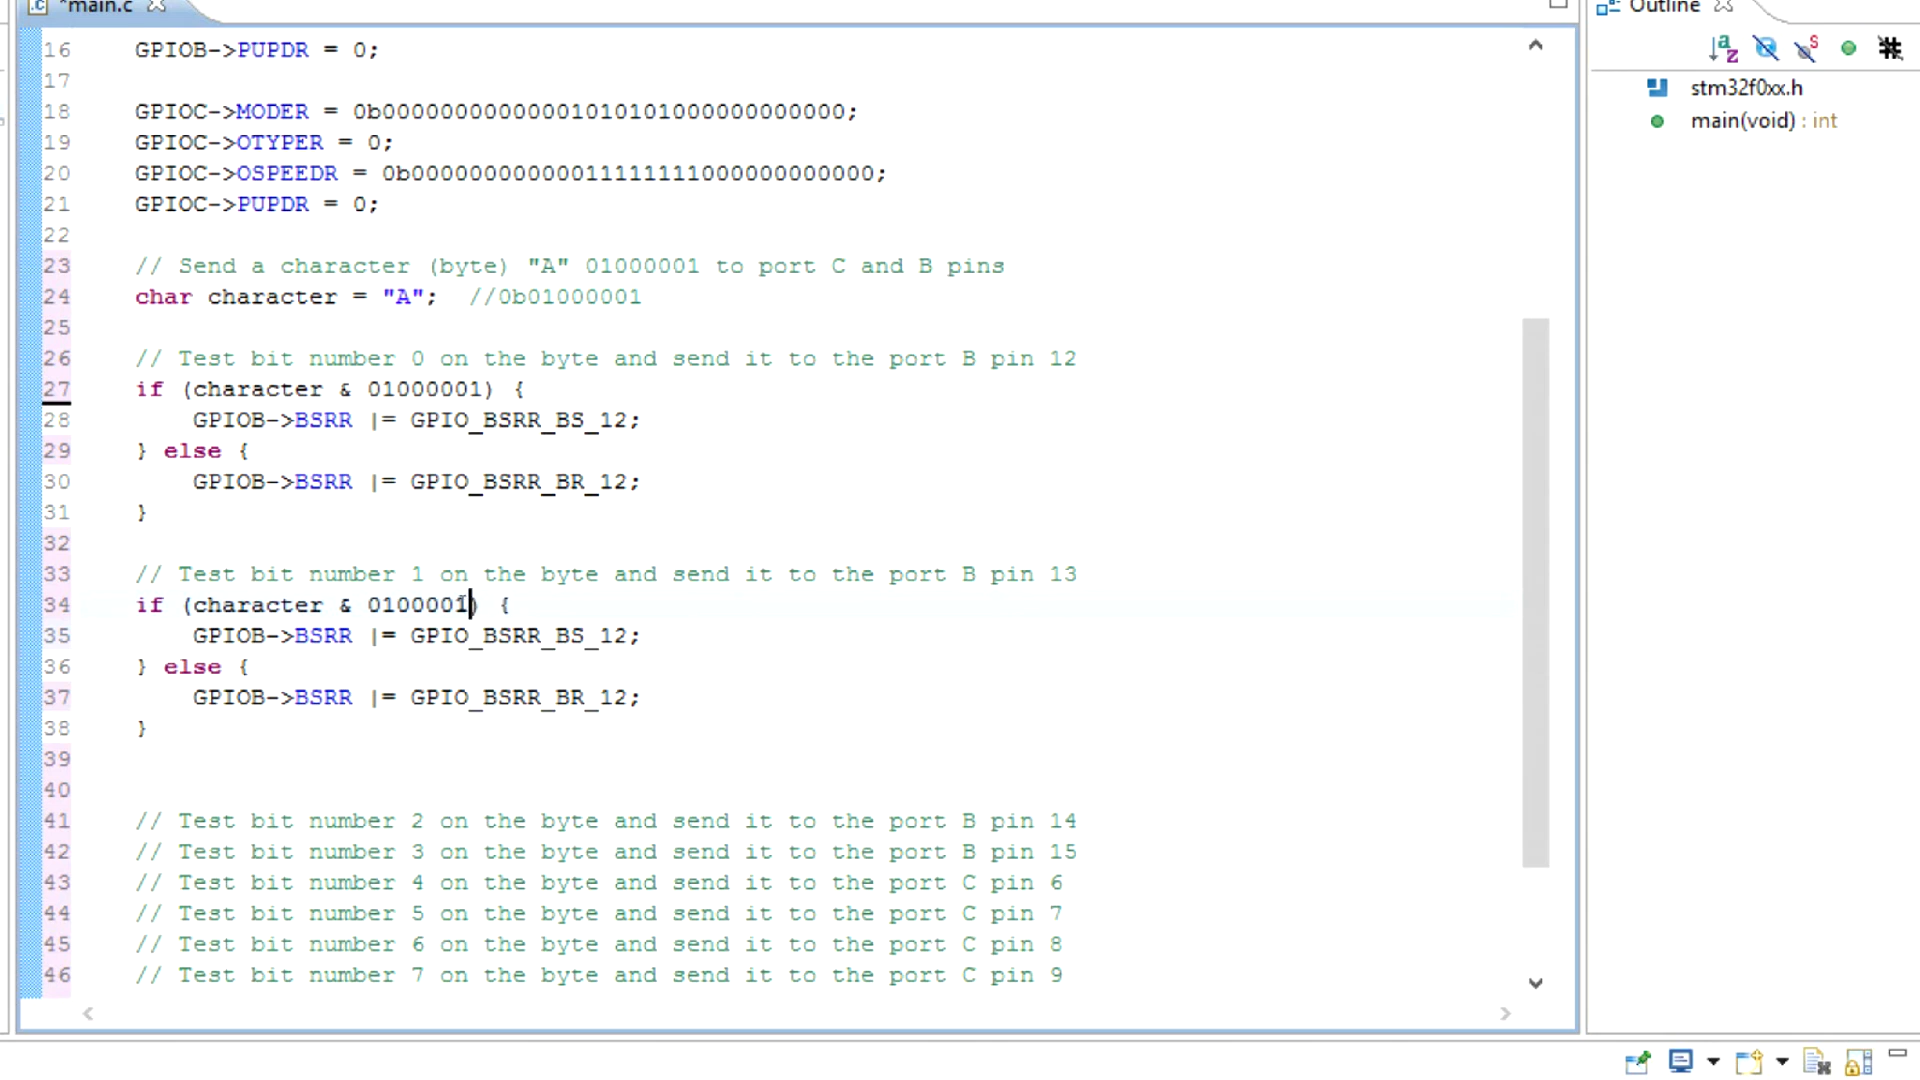 *main.c
16 GPIOB->PUPDR = 0;
17
18 GPIOC->MODER = 0b00000000000001010101000000000000;
19 GPIOC->OTYPER = 0;
20 GPIOC->OSPEEDR = 0b00000000000011111111000000000000;
21 GPIOC->PUPDR = 0;
22
23 // Send a character (byte) "A" 01000001 to port C and B pins
24 char character = "A"; //0b01000001
25
26 // Test bit number 0 on the byte and send it to the port B pin 12
27 if (character & 01000001) {
28 GPIOB->BSRR |= GPIO_BSRR_BS_12;
29 } else {
30 GPIOB->BSRR |= GPIO_BSRR_BR_12;
31 }
32
33 // Test bit number 1 on the byte and send it to the port B pin 13
34 if (character & 0100001) {
35 GPIOB->BSRR |= GPIO_BSRR_BS_12;
36 } else {
37 GPIOB->BSRR |= GPIO_BSRR_BR_12;
38 }
39
40
41 // Test bit number 2 on the byte and send it to the port B pin 14
42 // Test bit number 3 on the byte and send it to the port B pin 15
43 // Test bit number 4 on the byte and send it to the port C pin 6
44 // Test bit number 5 on the byte and send it to the port C pin 7
45 // Test bit number 6 on the byte and send it to the port C pin 8
46 // Test bit number 7 on the byte and send it to the port C pin 9
Outline
stm32f0xx.h
main(void) : int